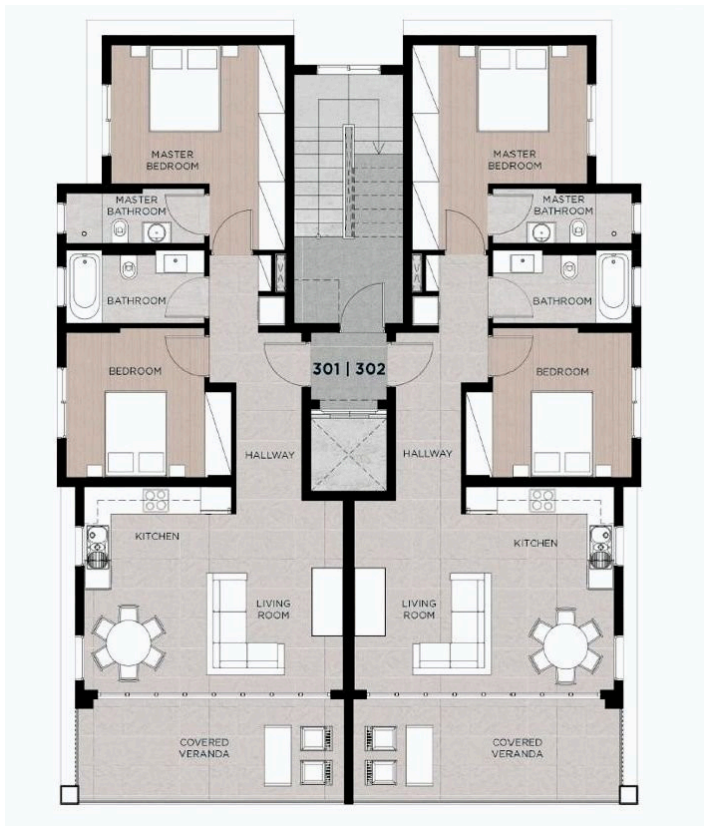 MASTER
BEDROOM
MASTER
BEDROOM
MASTER
BATHROOM
MASTER
BATHROOM
BATHROOM
BATHROOM
BEDROOM
301 | 302
BEDROOM
HALLWAY
HALLWAY
KITCHEN
KITCHEN
LIVING
ROOM
LIVING
ROOM
COVERED
VERANDA
COVERED
VERANDA